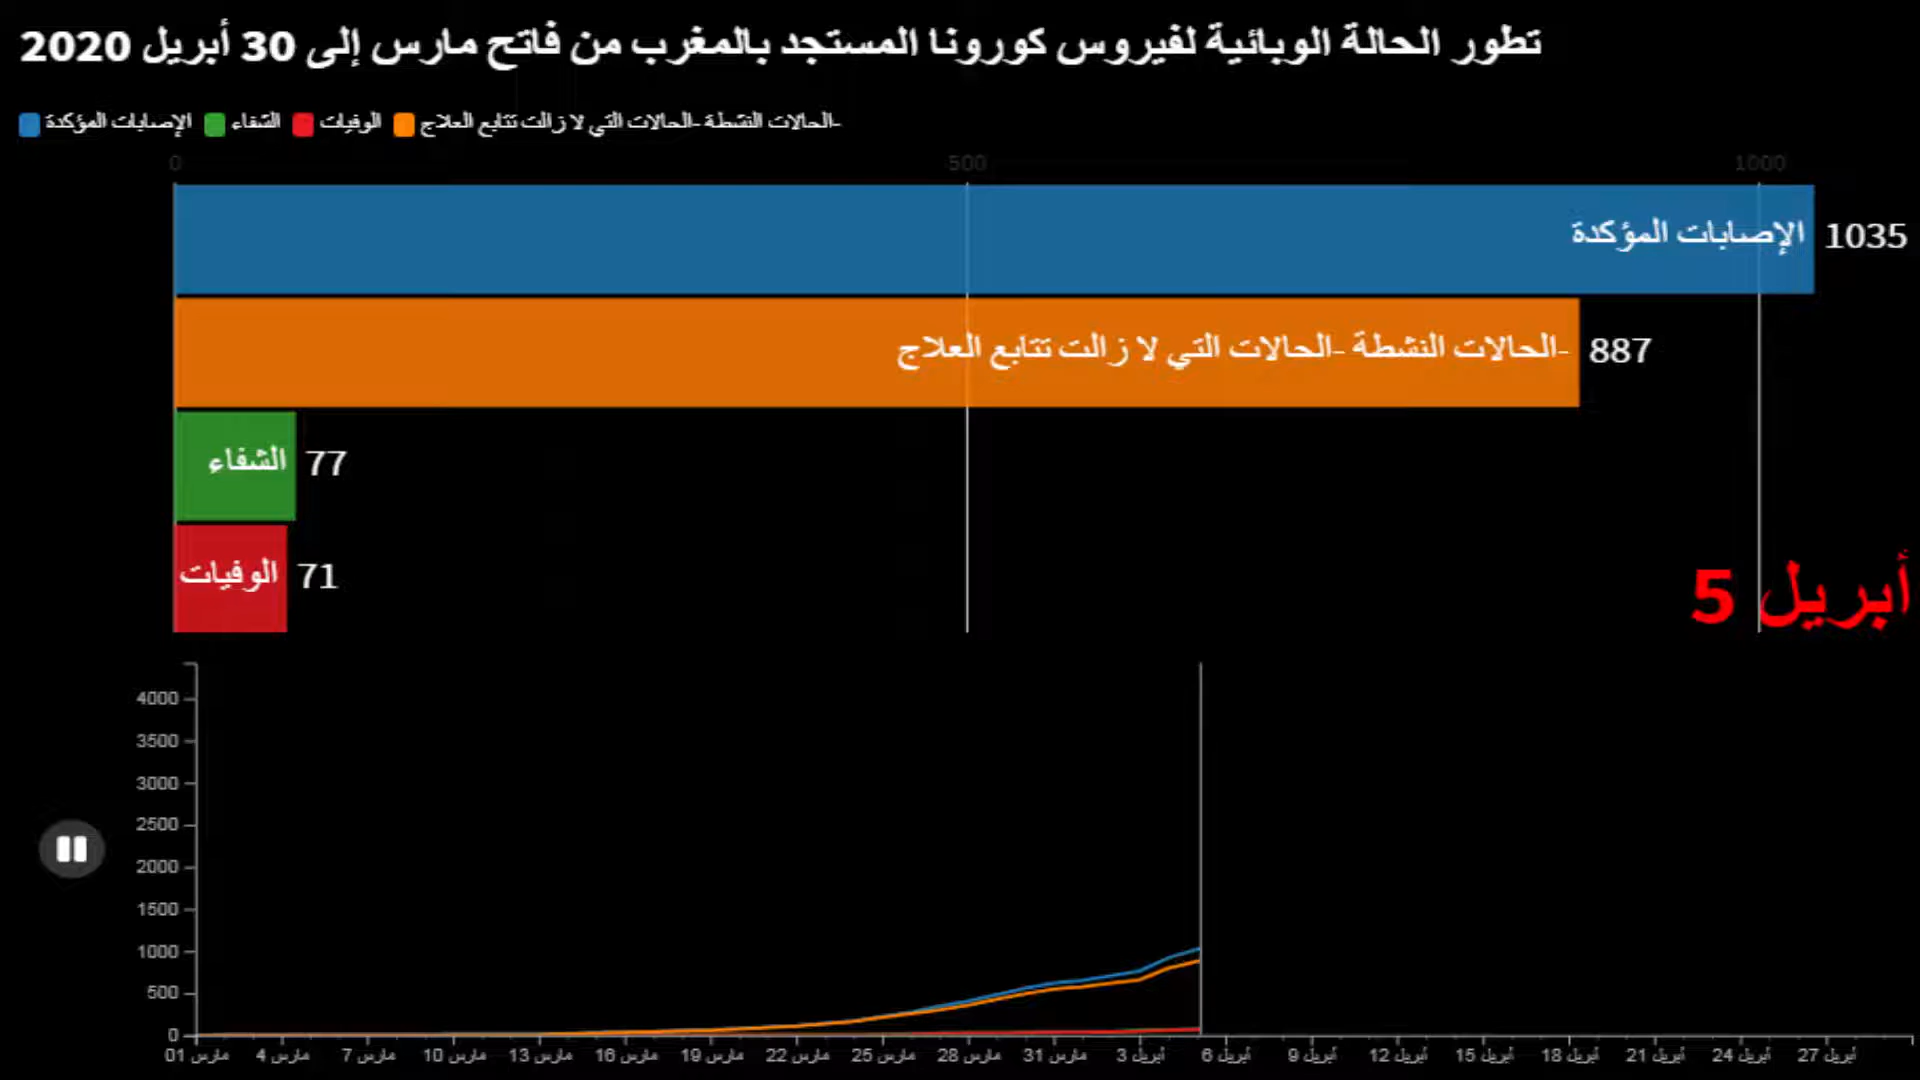 تطور الحالة الوبائية لفيروس كورونا المستجد بالمغرب من فاتح مارس إلى 30 أبريل 2020
الإصابات المؤكدة الشفاء الوفيات -الحالات النشطة -الحالات التي لا زالت تتابع العلاج
0 500 1000
الإصابات المؤكدة 1035
-الحالات النشطة -الحالات التي لا زالت تتابع العلاج 887
الشفاء 77
الوفيات 71
أبريل 5
4000
3500
3000
2500
2000
1500
1000
500
0
مارس 01 مارس 4 مارس 7 مارس 10 مارس 13 مارس 16 مارس 19 مارس 22 مارس 25 مارس 28 مارس 31 أبريل 3 أبريل 6 أبريل 9 أبريل 12 أبريل 15 أبريل 18 أبريل 21 أبريل 24 أبريل 27